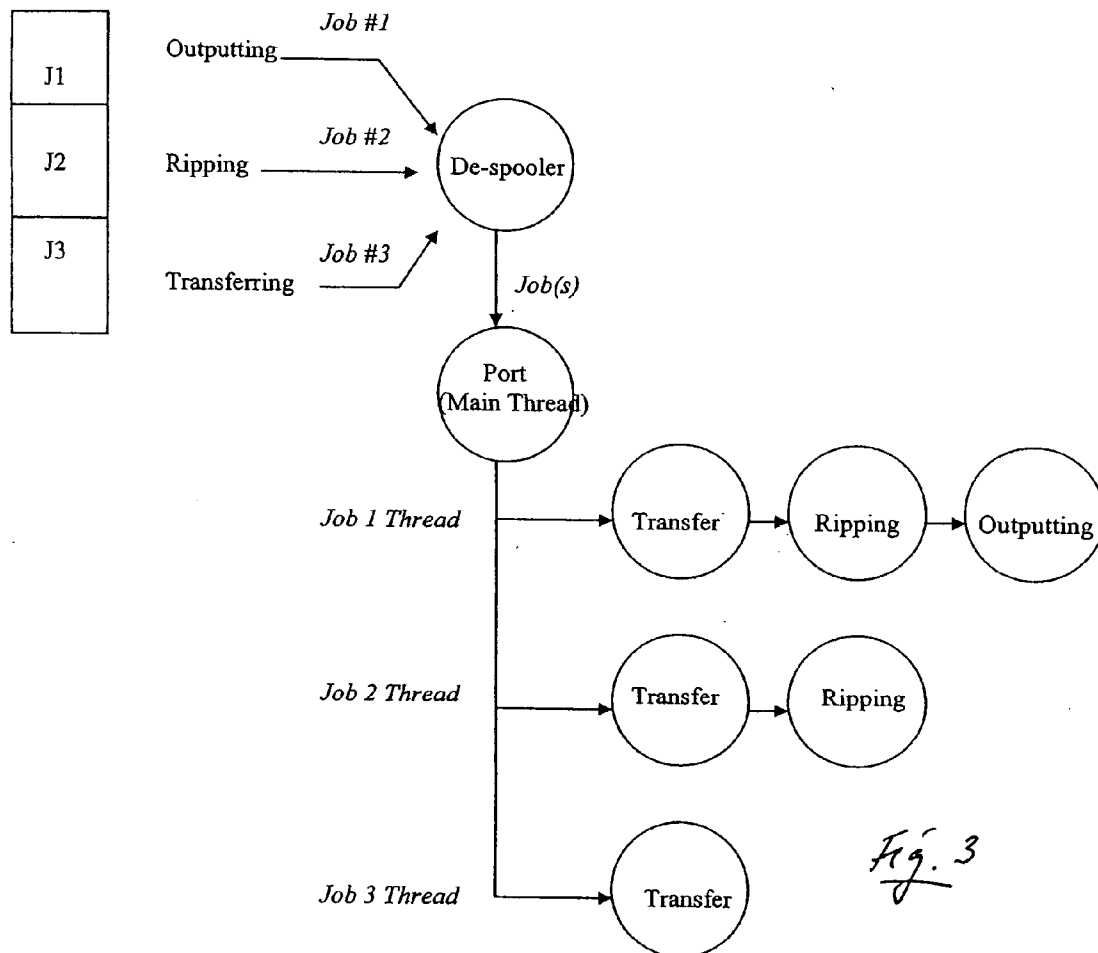 J1
J2
J3
Outputting
Job #1
Ripping
Job #2
Transferring
Job #3
De-spooler
Job(s)
Port
(Main Thread)
Job 1 Thread
Transfer
Ripping
Outputting
Job 2 Thread
Transfer
Ripping
Job 3 Thread
Transfer
Fig. 3